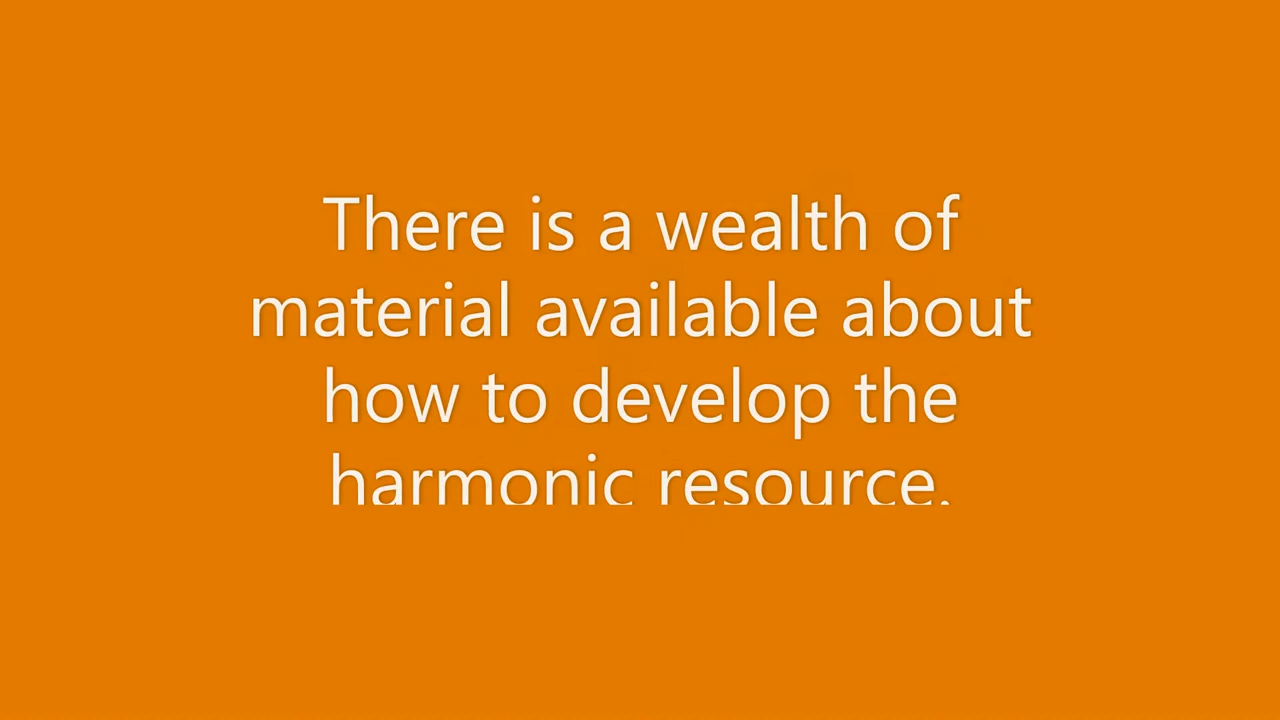 There is a wealth of
material available about
how to develop the
harmonic resource.